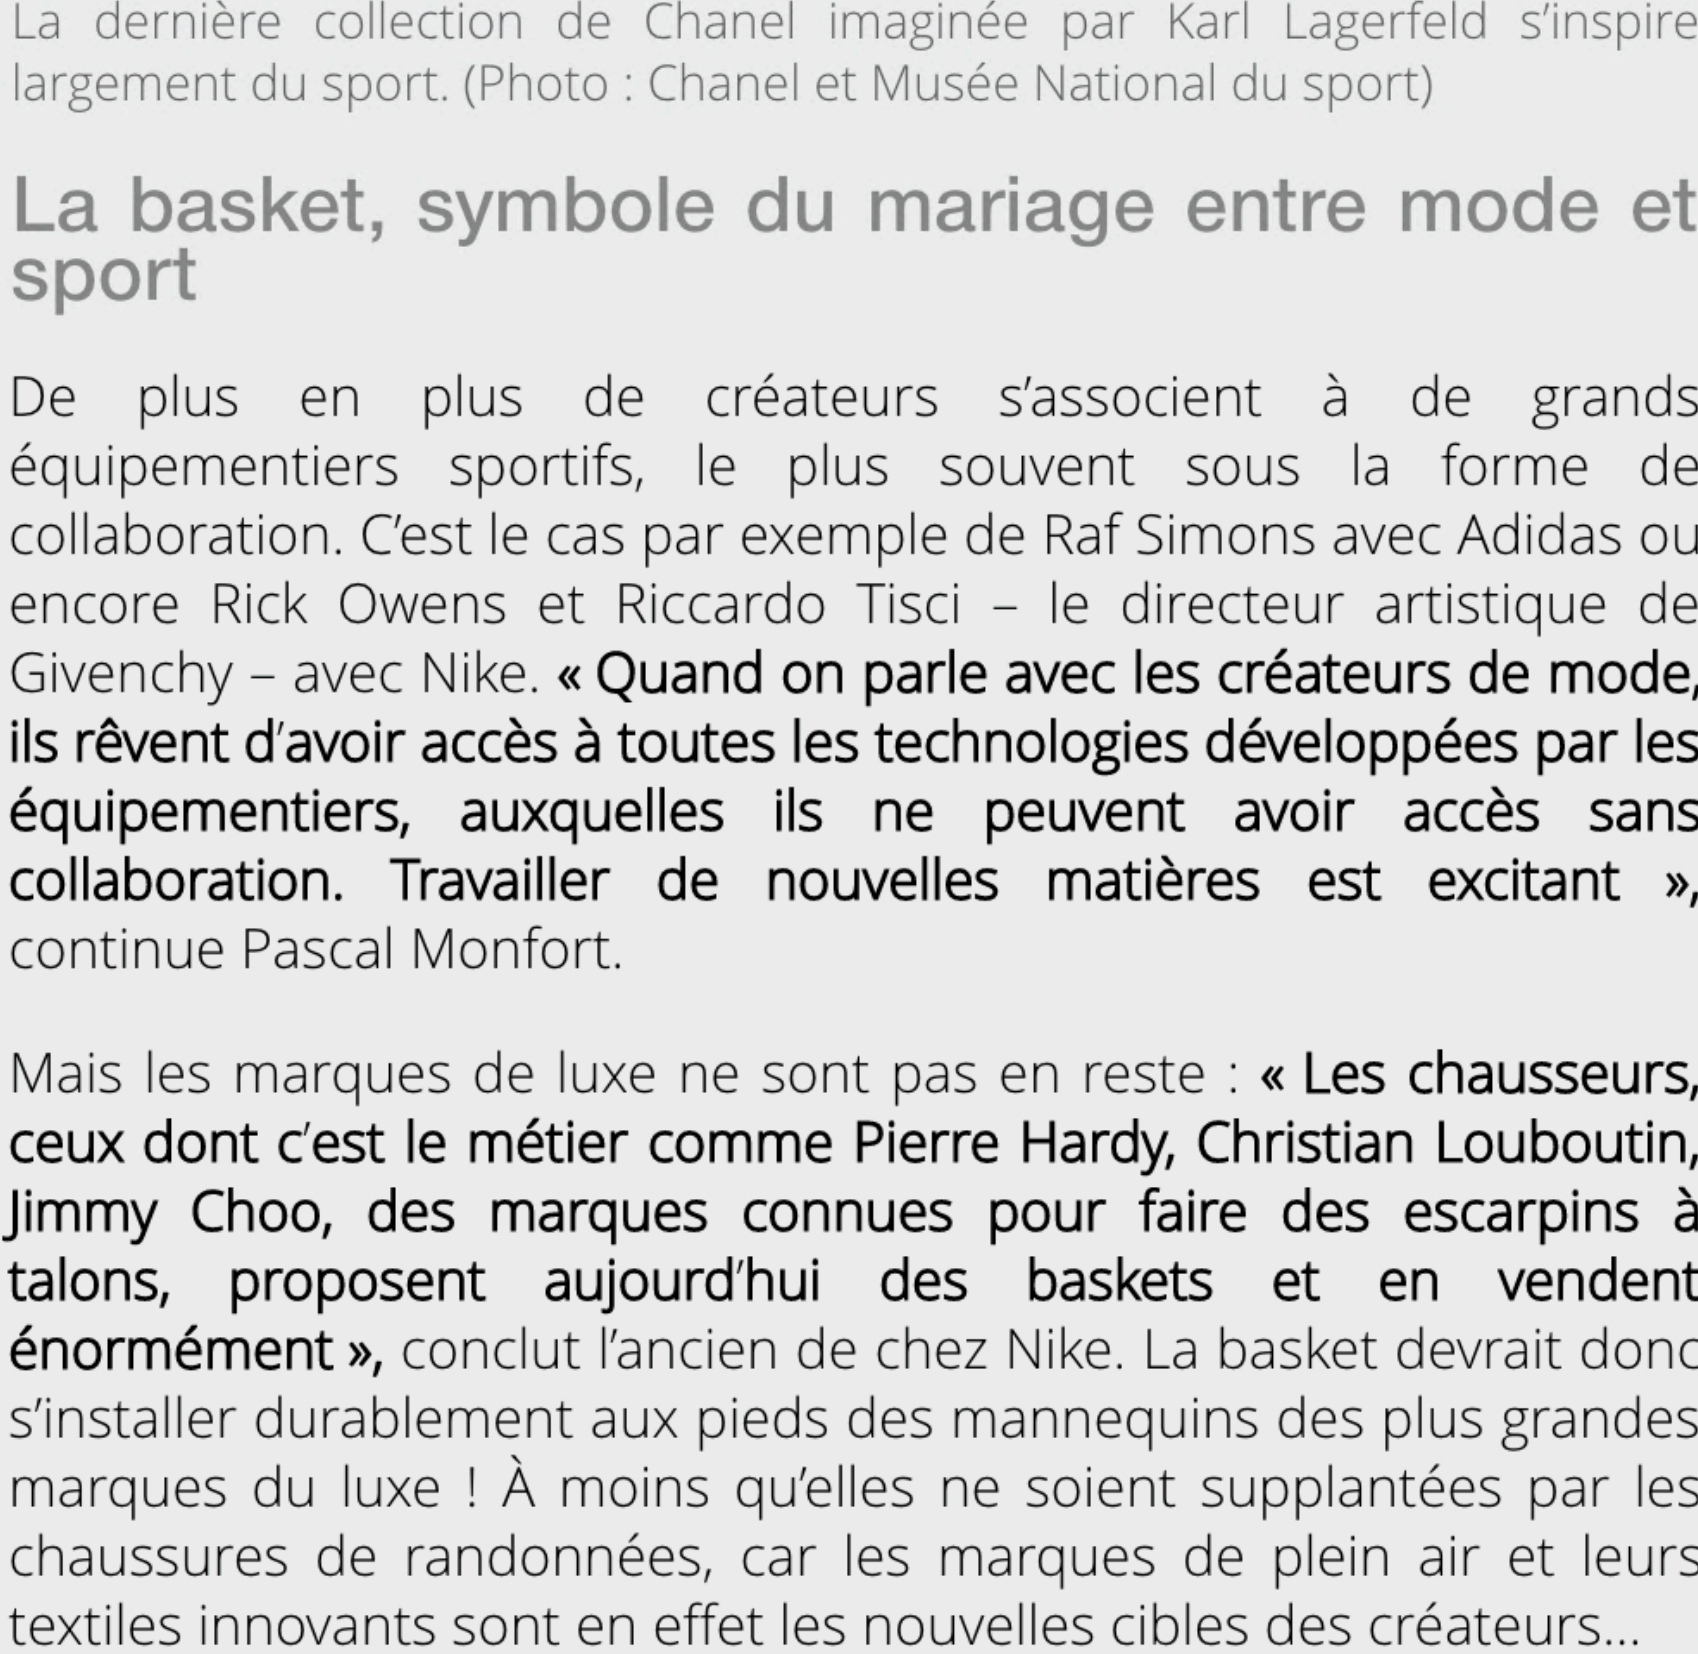 La dernière collection de Chanel imaginée par Karl Lagerfeld s’inspire
largement du sport. (Photo : Chanel et Musée National du sport)
La basket, symbole du mariage entre mode et
sport
De plus en plus de créateurs s’associent à de grands
équipementiers sportifs, le plus souvent sous la forme de
collaboration. C’est le cas par exemple de Raf Simons avec Adidas ou
encore Rick Owens et Riccardo Tisci – le directeur artistique de
Givenchy – avec Nike. « Quand on parle avec les créateurs de mode,
ils rêvent d’avoir accès à toutes les technologies développées par les
équipementiers, auxquelles ils ne peuvent avoir accès sans
collaboration. Travailler de nouvelles matières est excitant »,
continue Pascal Monfort.
Mais les marques de luxe ne sont pas en reste : « Les chausseurs,
ceux dont c’est le métier comme Pierre Hardy, Christian Louboutin,
Jimmy Choo, des marques connues pour faire des escarpins à
talons, proposent aujourd’hui des baskets et en vendent
énormément », conclut l’ancien de chez Nike. La basket devrait donc
s’installer durablement aux pieds des mannequins des plus grandes
marques du luxe ! À moins qu’elles ne soient supplantées par les
chaussures de randonnées, car les marques de plein air et leurs
textiles innovants sont en effet les nouvelles cibles des créateurs...